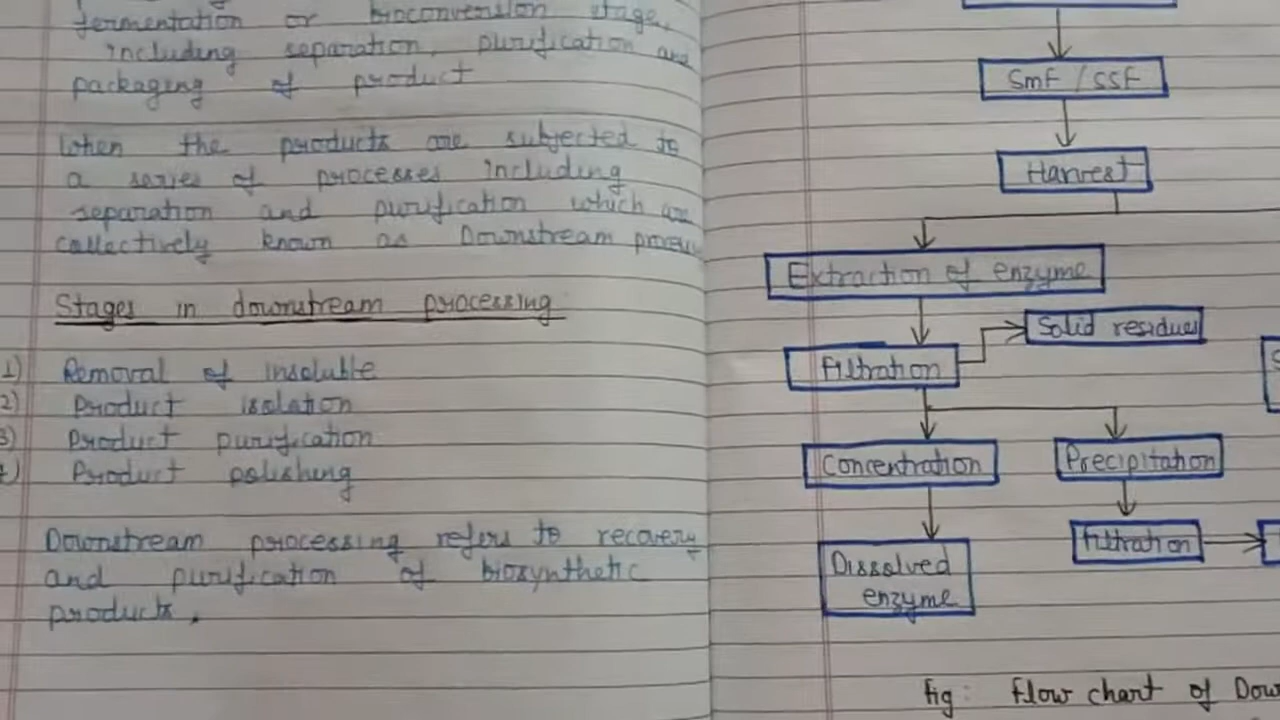 fermentation or bioconversion stage,
including separation, purification and
packaging of product
When the products are subjected to
a series of processes including
separation and purification which are
collectively known as Downstream
Stages in downstream processing
1) Removal of insoluble
2) Product isolation
3) Product purification
Product polishing
Downstream processing refers to recovery
and purification of biosynthetic
products.
SmF / SSF
Harvest
Extraction of enzyme
Solid residues
Filtration
Concentration
Precipitation
Filtration
Dissolved
enzyme
fig: Flow chart of